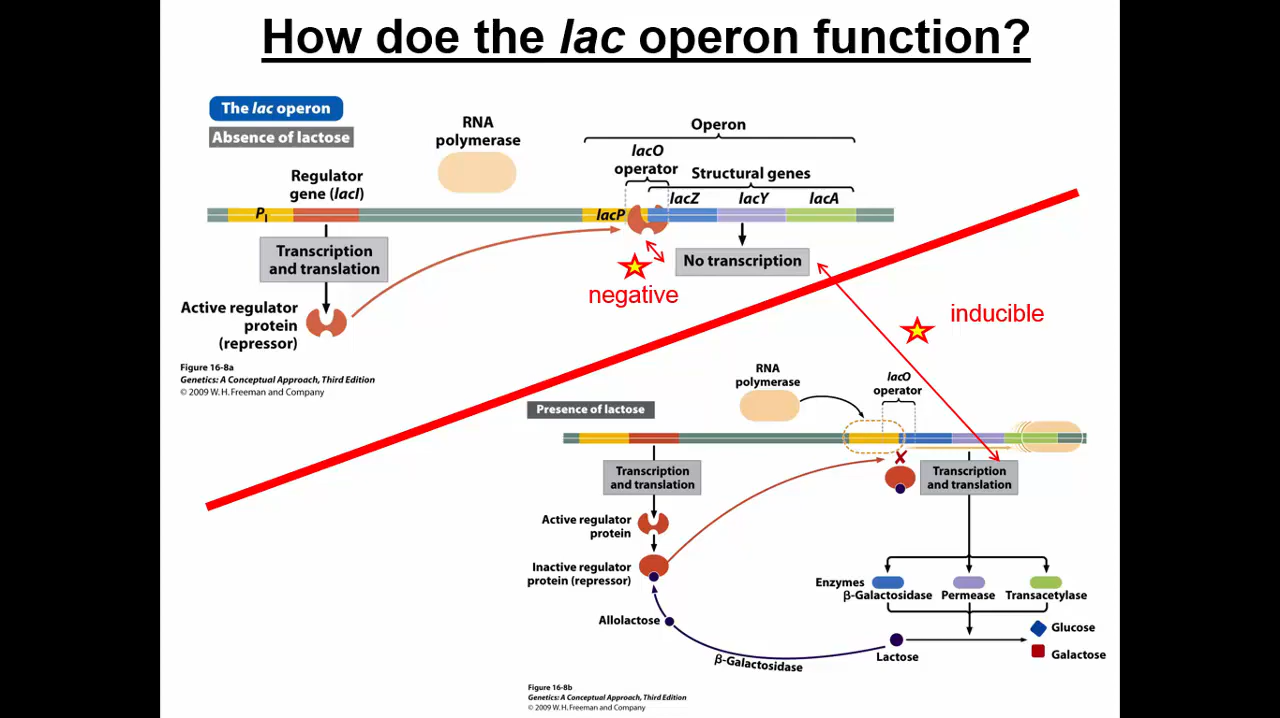 How doe the lac operon function?
The lac operon
Absence of lactose
RNA
polymerase
Operon
lacO
operator
Structural genes
Regulator
gene (lacI)
lacZ
lacY
lacA
PI
lacP
Transcription
and translation
No transcription
negative
Active regulator
protein
(repressor)
inducible
Figure 16-8a
Genetics: A Conceptual Approach, Third Edition
© 2009 W. H. Freeman and Company
RNA
polymerase
lacO
operator
Presence of lactose
Transcription
and translation
Transcription
and translation
Active regulator
protein
Inactive regulator
protein (repressor)
Enzymes
β-Galactosidase
Permease
Transacetylase
Allolactose
β-Galactosidase
Lactose
Glucose
Galactose
Figure 16-8b
Genetics: A Conceptual Approach, Third Edition
© 2009 W. H. Freeman and Company